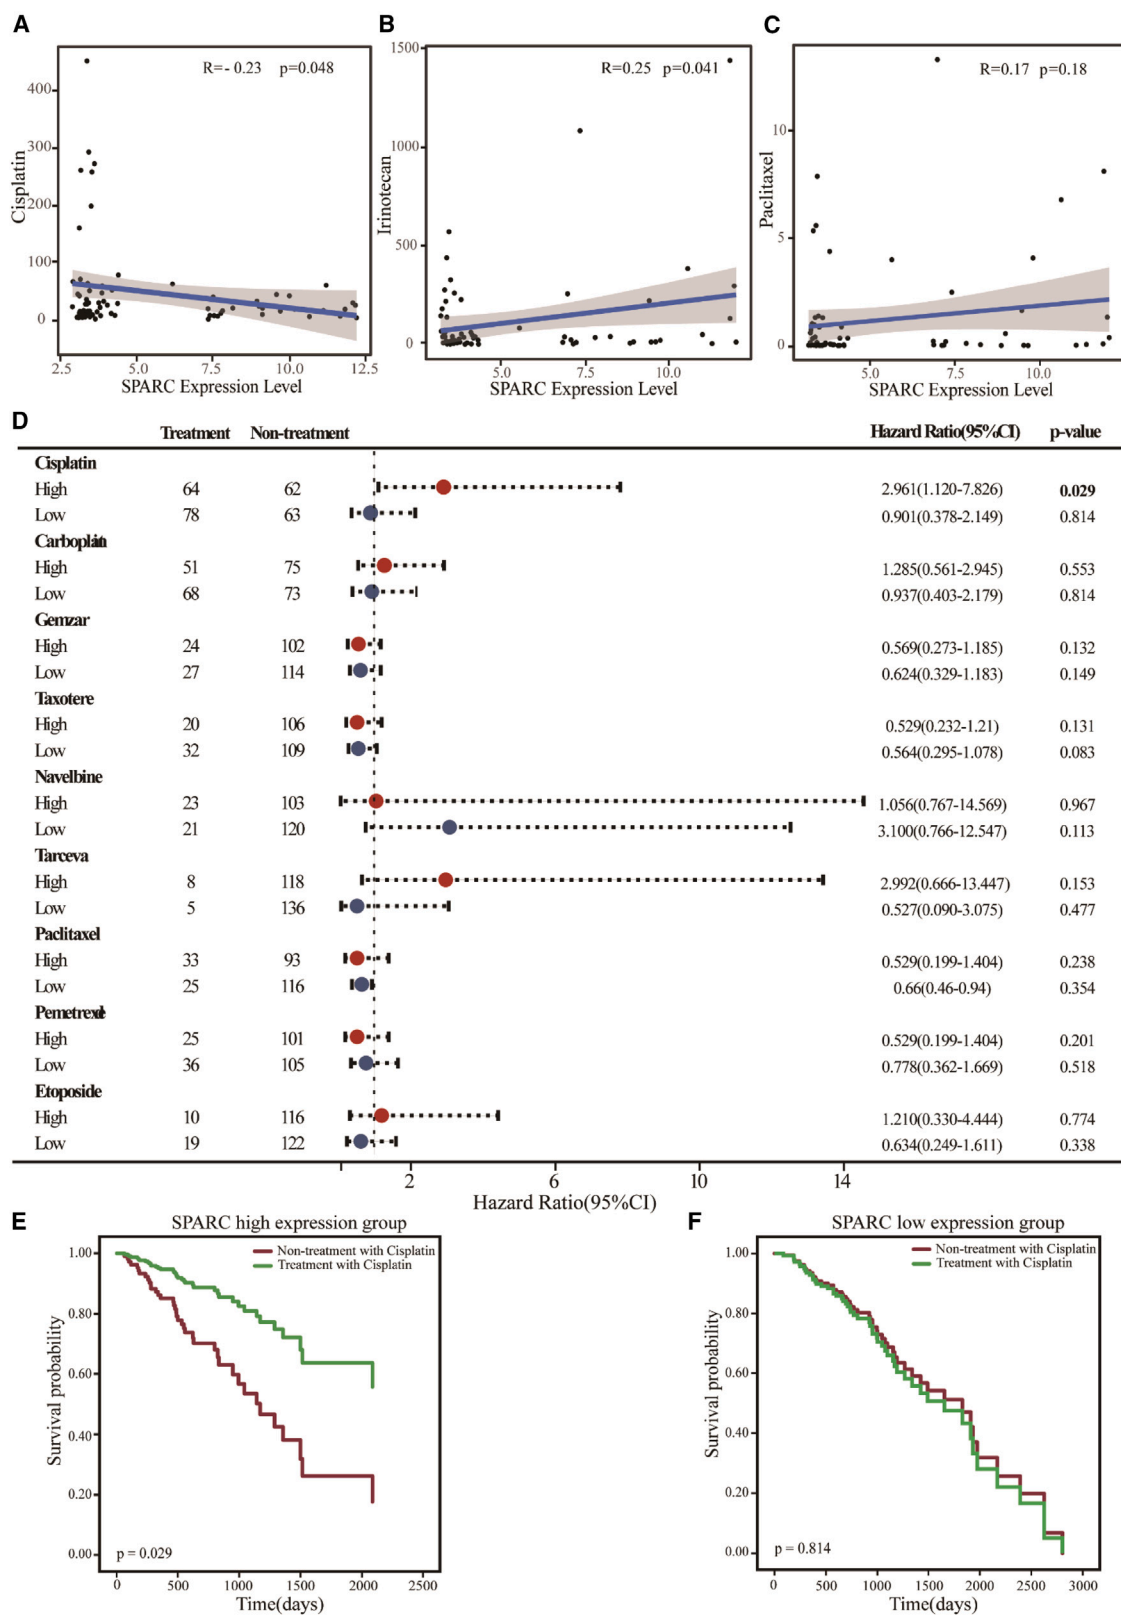 A
B
C
R=- 0.23 p=0.048
R=0.25 p=0.041
R=0.17 p=0.18
Cisplatin
400
300
200
100
0
2.5 5.0 7.5 10.0 12.5
SPARC Expression Level
Irinotecan
1500
1000
500
0
5.0 7.5 10.0
SPARC Expression Level
Paclitaxel
10
5
0
5.0 7.5 10.0
SPARC Expression Level
D
Treatment Non-treatment Hazard Ratio(95%CI) p-value
Cisplatin
High 64 62 2.961(1.120-7.826) 0.029
Low 78 63 0.901(0.378-2.149) 0.814
Carboplatin
High 51 75 1.285(0.561-2.945) 0.553
Low 68 73 0.937(0.403-2.179) 0.814
Gemzar
High 24 102 0.569(0.273-1.185) 0.132
Low 27 114 0.624(0.329-1.183) 0.149
Taxotere
High 20 106 0.529(0.232-1.21) 0.131
Low 32 109 0.564(0.295-1.078) 0.083
Navelbine
High 23 103 1.056(0.767-14.569) 0.967
Low 21 120 3.100(0.766-12.547) 0.113
Tarceva
High 8 118 2.992(0.666-13.447) 0.153
Low 5 136 0.527(0.090-3.075) 0.477
Paclitaxel
High 33 93 0.529(0.199-1.404) 0.238
Low 25 116 0.66(0.46-0.94) 0.354
Pemetrexde
High 25 101 0.529(0.199-1.404) 0.201
Low 36 105 0.778(0.362-1.669) 0.518
Etoposide
High 10 116 1.210(0.330-4.444) 0.774
Low 19 122 0.634(0.249-1.611) 0.338
2 6 10 14
Hazard Ratio(95%CI)
E
SPARC high expression group
Non-treatment with Cisplatin
Treatment with Cisplatin
Survival probability
1.00
0.80
0.60
0.40
0.20
0.00
p = 0.029
0 500 1000 1500 2000 2500
Time(days)
F
SPARC low expression group
Non-treatment with Cisplatin
Treatment with Cisplatin
Survival probability
1.00
0.80
0.60
0.40
0.20
0.00
p = 0.814
0 500 1000 1500 2000 2500 3000
Time(days)